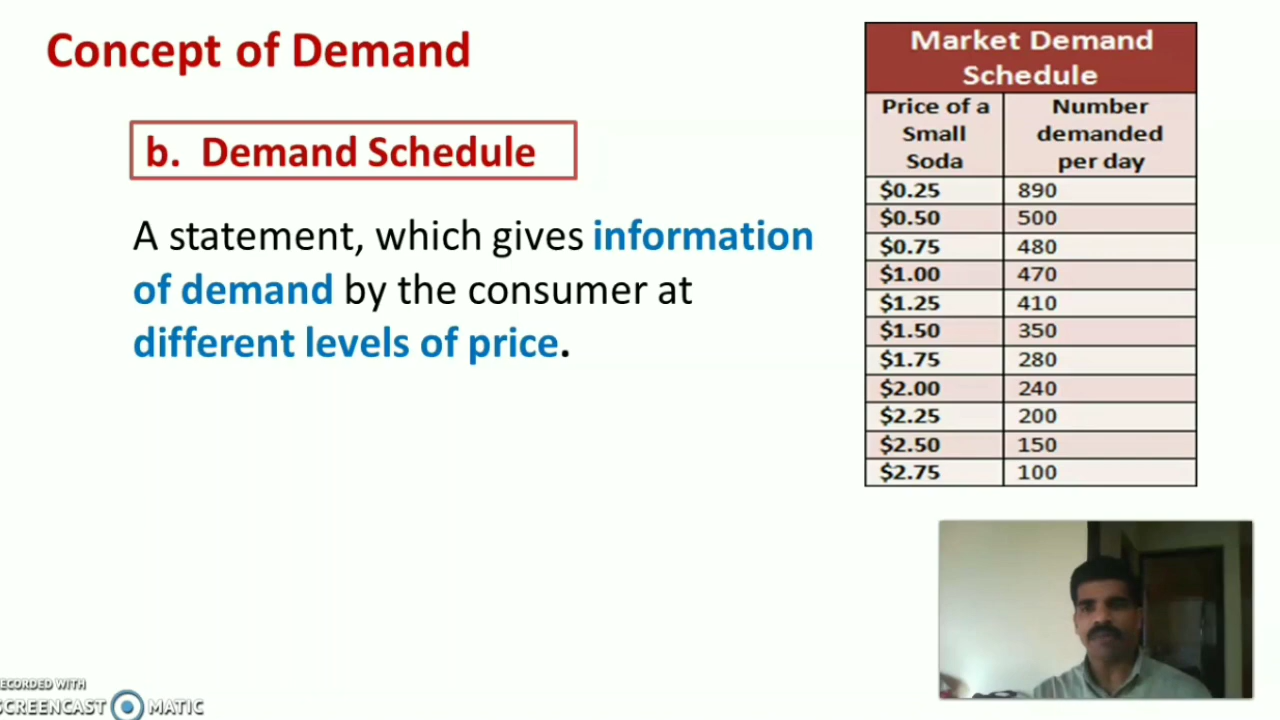 Concept of Demand
b. Demand Schedule
A statement, which gives information
of demand by the consumer at
different levels of price.
Market Demand
Schedule
Price of a Number
Small demanded
Soda per day
$0.25 890
$0.50 500
$0.75 480
$1.00 470
$1.25 410
$1.50 350
$1.75 280
$2.00 240
$2.25 200
$2.50 150
$2.75 100
ECORDED WITH
SCREENCAST MATIC